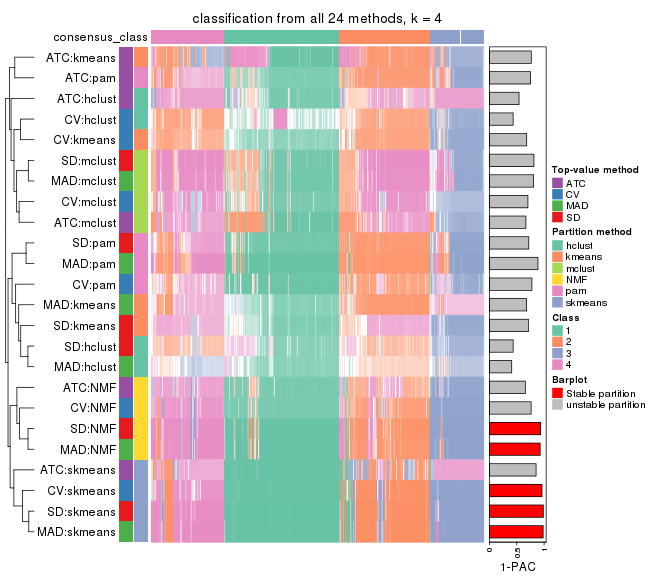 classification from all 24 methods, k = 4
consensus_class
ATC:kmeans
ATC:pam
ATC:hclust
CV:hclust
CV:kmeans
SD:mclust
MAD:mclust
CV:mclust
ATC:mclust
SD:pam
MAD:pam
CV:pam
MAD:kmeans
SD:kmeans
SD:hclust
MAD:hclust
ATC:NMF
CV:NMF
SD:NMF
MAD:NMF
ATC:skmeans
CV:skmeans
SD:skmeans
MAD:skmeans
0
0.5
1
1-PAC
Top-value method
ATC
CV
MAD
SD
Partition method
hclust
kmeans
mclust
NMF
pam
skmeans
Class
1
2
3
4
Barplot
Stable partition
unstable partition